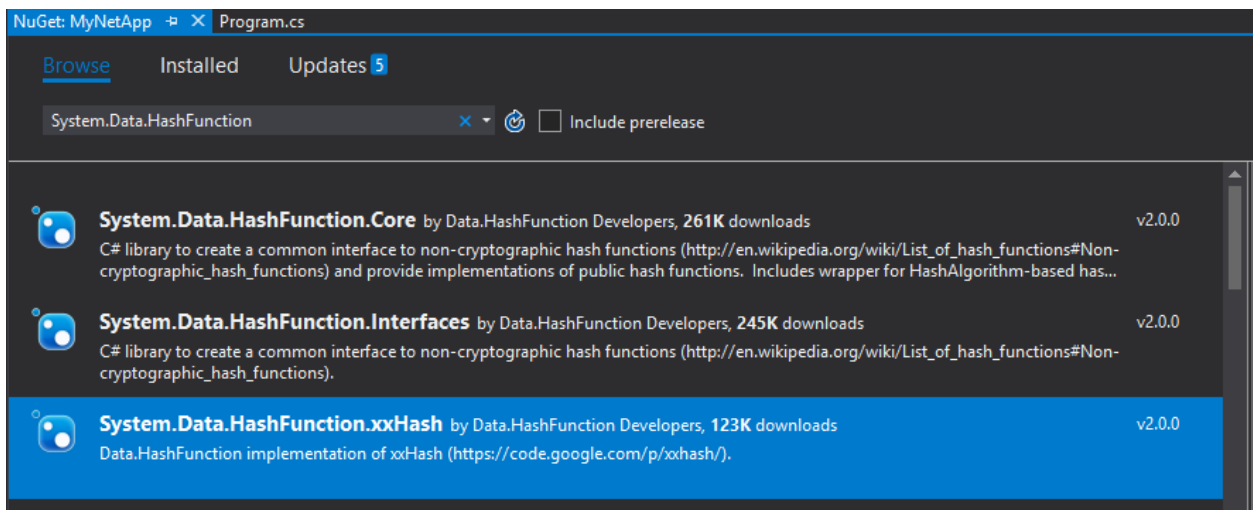 NuGet: MyNetApp Program.cs
Browse Installed Updates 5
System.Data.HashFunction Include prerelease
System.Data.HashFunction.Core by Data.HashFunction Developers, 261K downloads v2.0.0
C# library to create a common interface to non-cryptographic hash functions (http://en.wikipedia.org/wiki/List_of_hash_functions#Non-
cryptographic_hash_functions) and provide implementations of public hash functions.  Includes wrapper for HashAlgorithm-based has...
System.Data.HashFunction.Interfaces by Data.HashFunction Developers, 245K downloads v2.0.0
C# library to create a common interface to non-cryptographic hash functions (http://en.wikipedia.org/wiki/List_of_hash_functions#Non-
cryptographic_hash_functions).
System.Data.HashFunction.xxHash by Data.HashFunction Developers, 123K downloads v2.0.0
Data.HashFunction implementation of xxHash (https://code.google.com/p/xxhash/).